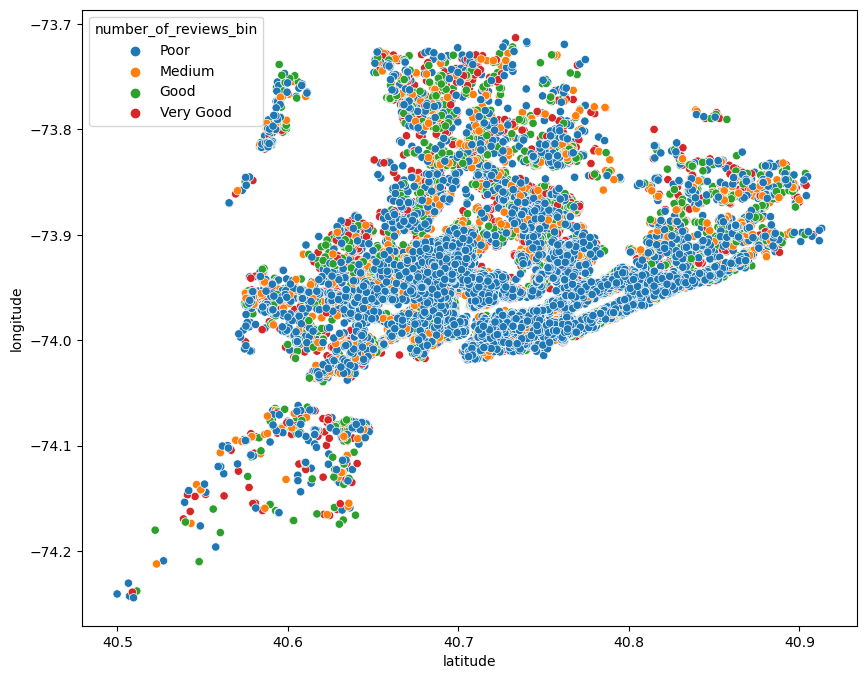 number_of_reviews_bin
Poor
Medium
Good
Very Good
−73.7
−73.8
−73.9
−74.0
−74.1
−74.2
longitude
40.5
40.6
40.7
40.8
40.9
latitude